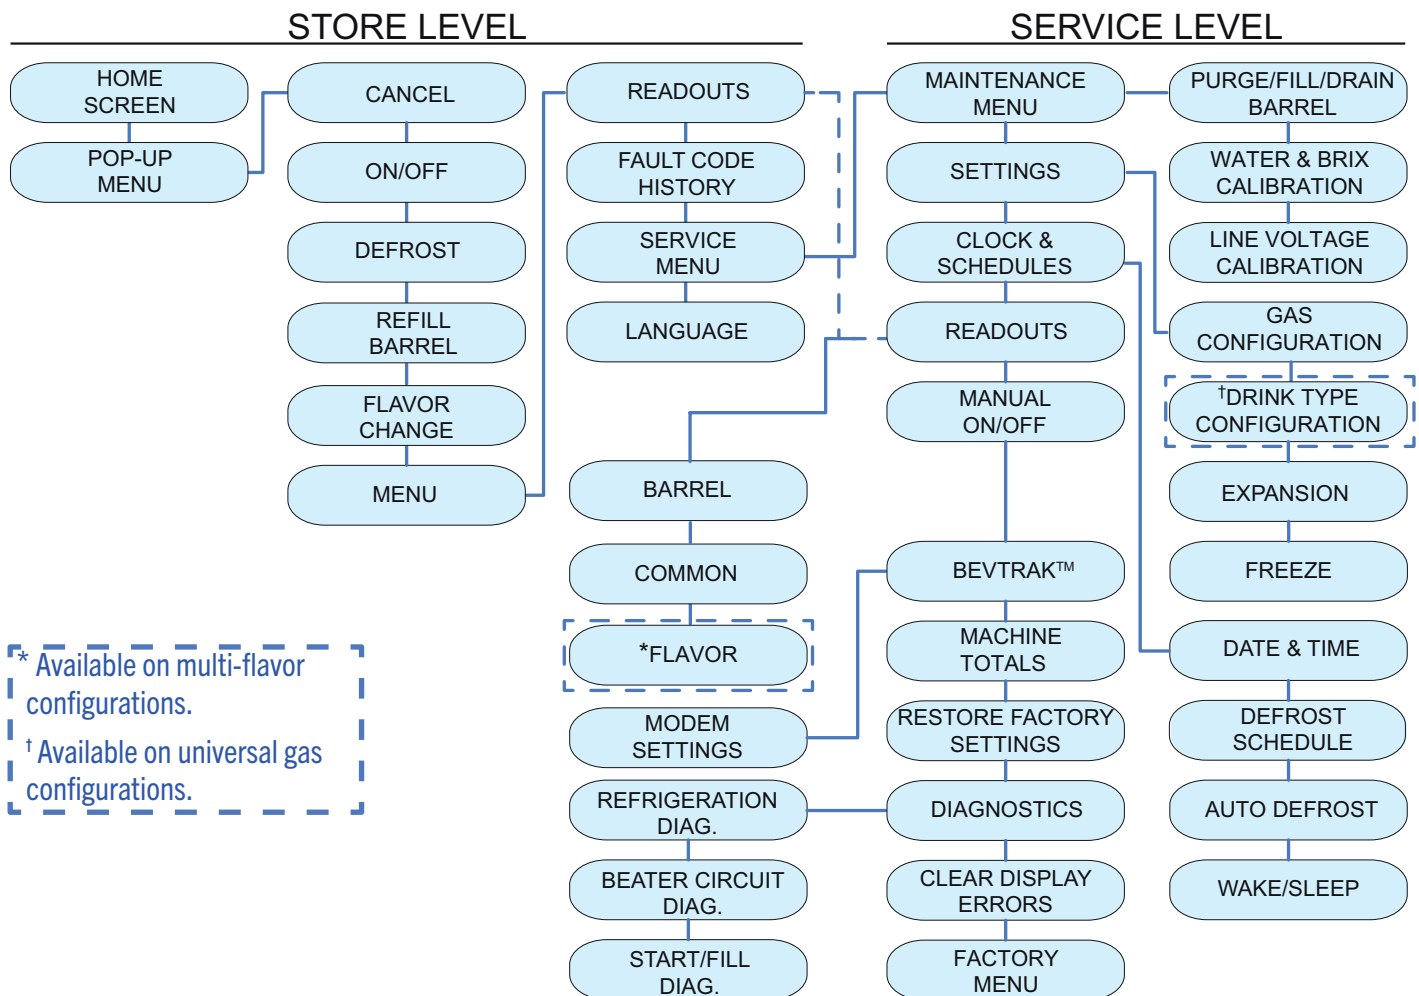 STORE LEVEL
SERVICE LEVEL
HOME
SCREEN
POP-UP
MENU
CANCEL
ON/OFF
DEFROST
REFILL
BARREL
FLAVOR
CHANGE
MENU
READOUTS
FAULT CODE
HISTORY
SERVICE
MENU
LANGUAGE
BARREL
COMMON
*FLAVOR
MODEM
SETTINGS
REFRIGERATION
DIAG.
BEATER CIRCUIT
DIAG.
START/FILL
DIAG.
MAINTENANCE
MENU
SETTINGS
CLOCK &
SCHEDULES
READOUTS
MANUAL
ON/OFF
BEVTRAK™
MACHINE
TOTALS
RESTORE FACTORY
SETTINGS
DIAGNOSTICS
CLEAR DISPLAY
ERRORS
FACTORY
MENU
PURGE/FILL/DRAIN
BARREL
WATER & BRIX
CALIBRATION
LINE VOLTAGE
CALIBRATION
GAS
CONFIGURATION
†DRINK TYPE
CONFIGURATION
EXPANSION
FREEZE
DATE & TIME
DEFROST
SCHEDULE
AUTO DEFROST
WAKE/SLEEP
* Available on multi-flavor
configurations.
† Available on universal gas
configurations.